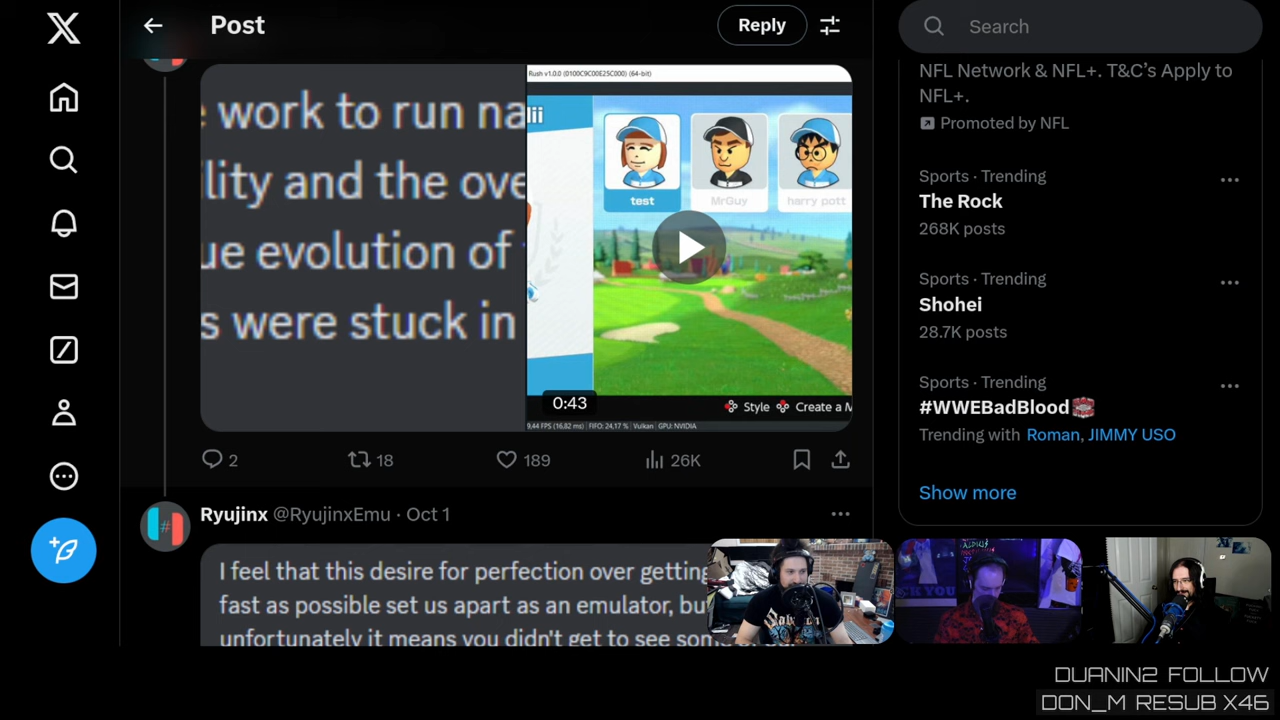 Post
Reply
Search
e work to run na
lity and the ove
ue evolution of
s were stuck in
Rush v1.0.0 (0100C9C00E25C000) (64-bit)
lii
test
MrGuy
harry pott
0:43
Style
Create a M
9,44 FPS (16,82 ms) | FIFO: 24,17 % | Vulkan | GPU: NVIDIA
2
18
189
26K
Ryujinx @RyujinxEmu · Oct 1
I feel that this desire for perfection over getting
fast as possible set us apart as an emulator, bu
unfortunately it means you didn't get to see som
NFL Network & NFL+. T&C's Apply to
NFL+.
Promoted by NFL
Sports · Trending
The Rock
268K posts
Sports · Trending
Shohei
28.7K posts
Sports · Trending
#WWEBadBlood
Trending with Roman, JIMMY USO
Show more
DUANIN2 FOLLOW
DON_M RESUB X46